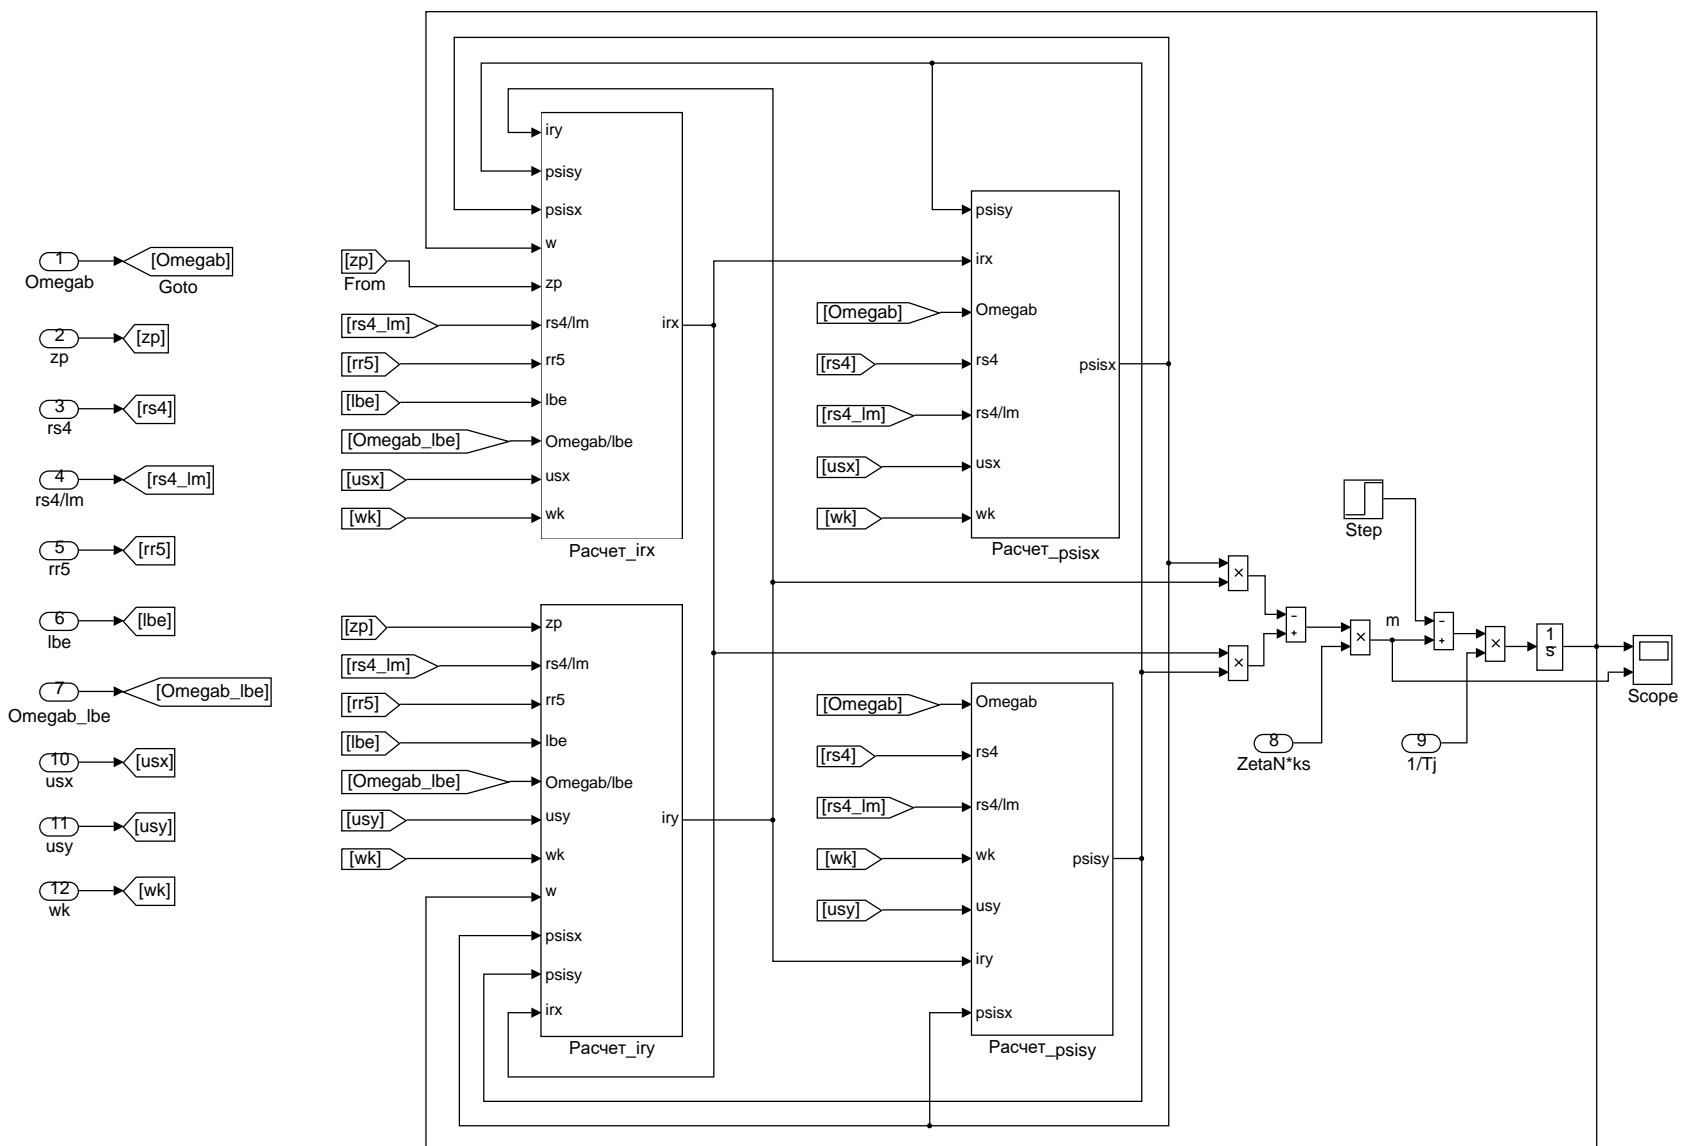 1
Omegab
[Omegab]
Goto
2
zp
[zp]
3
rs4
[rs4]
4
rs4/lm
[rs4_lm]
5
rr5
[rr5]
6
lbe
[lbe]
7
Omegab_lbe
[Omegab_lbe]
10
usx
[usx]
11
usy
[usy]
12
wk
[wk]
[zp]
From
[rs4_lm]
[rr5]
[lbe]
[Omegab_lbe]
[usx]
[wk]
iry
psisy
psisx
w
zp
rs4/lm
rr5
lbe
Omegab/lbe
usx
wk
irx
Расчет_irx
[zp]
[rs4_lm]
[rr5]
[lbe]
[Omegab_lbe]
[usy]
[wk]
zp
rs4/lm
rr5
lbe
Omegab/lbe
usy
wk
w
psisx
psisy
irx
iry
Расчет_iry
[Omegab]
[rs4]
[rs4_lm]
[usx]
[wk]
psisy
irx
Omegab
rs4
rs4/lm
usx
wk
psisx
Расчет_psisx
[Omegab]
[rs4]
[rs4_lm]
[wk]
[usy]
Omegab
rs4
rs4/lm
wk
usy
iry
psisx
psisy
Расчет_psisy
×
×
-
+
×
8
ZetaN*ks
Step
m
-
+
×
9
1/Tj
1
s
Scope